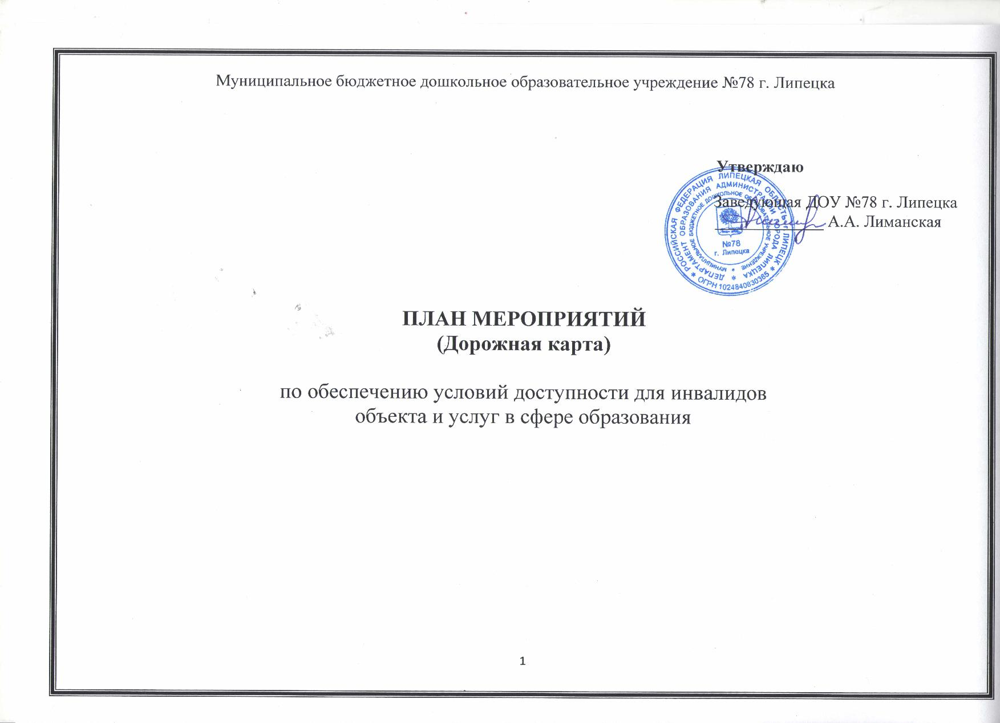 Муниципальное бюджетное дошкольное образовательное учреждение №78 г. Липецка
Утверждаю
Заведующая ДОУ №78 г. Липецка
А.А. Лиманская
РОССИЙСКАЯ ФЕДЕРАЦИЯ ЛИПЕЦКАЯ ОБЛАСТЬ г. ЛИПЕЦК
* ОГРН 1024840830385 *
ДЕПАРТАМЕНТ ОБРАЗОВАНИЯ АДМИНИСТРАЦИИ ГОРОДА ЛИПЕЦКА *
МУНИЦИПАЛЬНОЕ БЮДЖЕТНОЕ ДОШКОЛЬНОЕ ОБРАЗОВАТЕЛЬНОЕ УЧРЕЖДЕНИЕ *
№78
г. Липецка
ПЛАН МЕРОПРИЯТИЙ
(Дорожная карта)
по обеспечению условий доступности для инвалидов
объекта и услуг в сфере образования
1